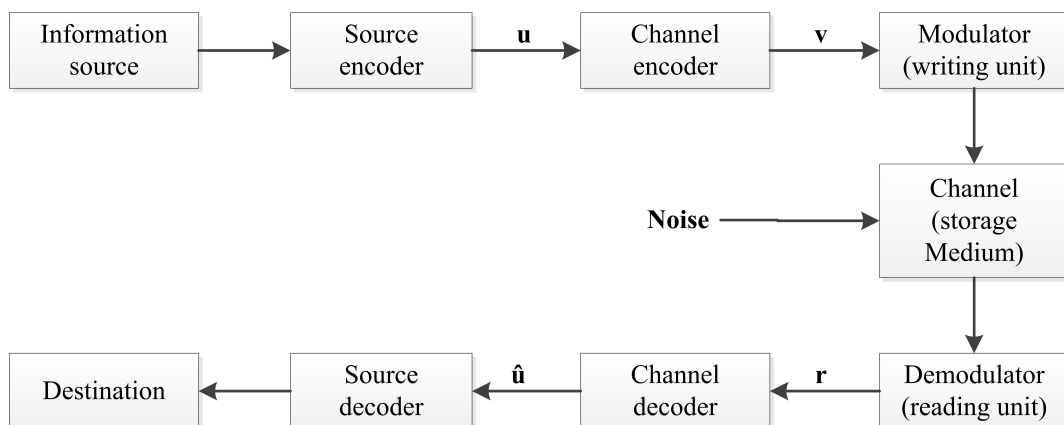 Information
source
Source
encoder
u
Channel
encoder
v
Modulator
(writing unit)
Noise
Channel
(storage
Medium)
Destination
Source
decoder
û
Channel
decoder
r
Demodulator
(reading unit)